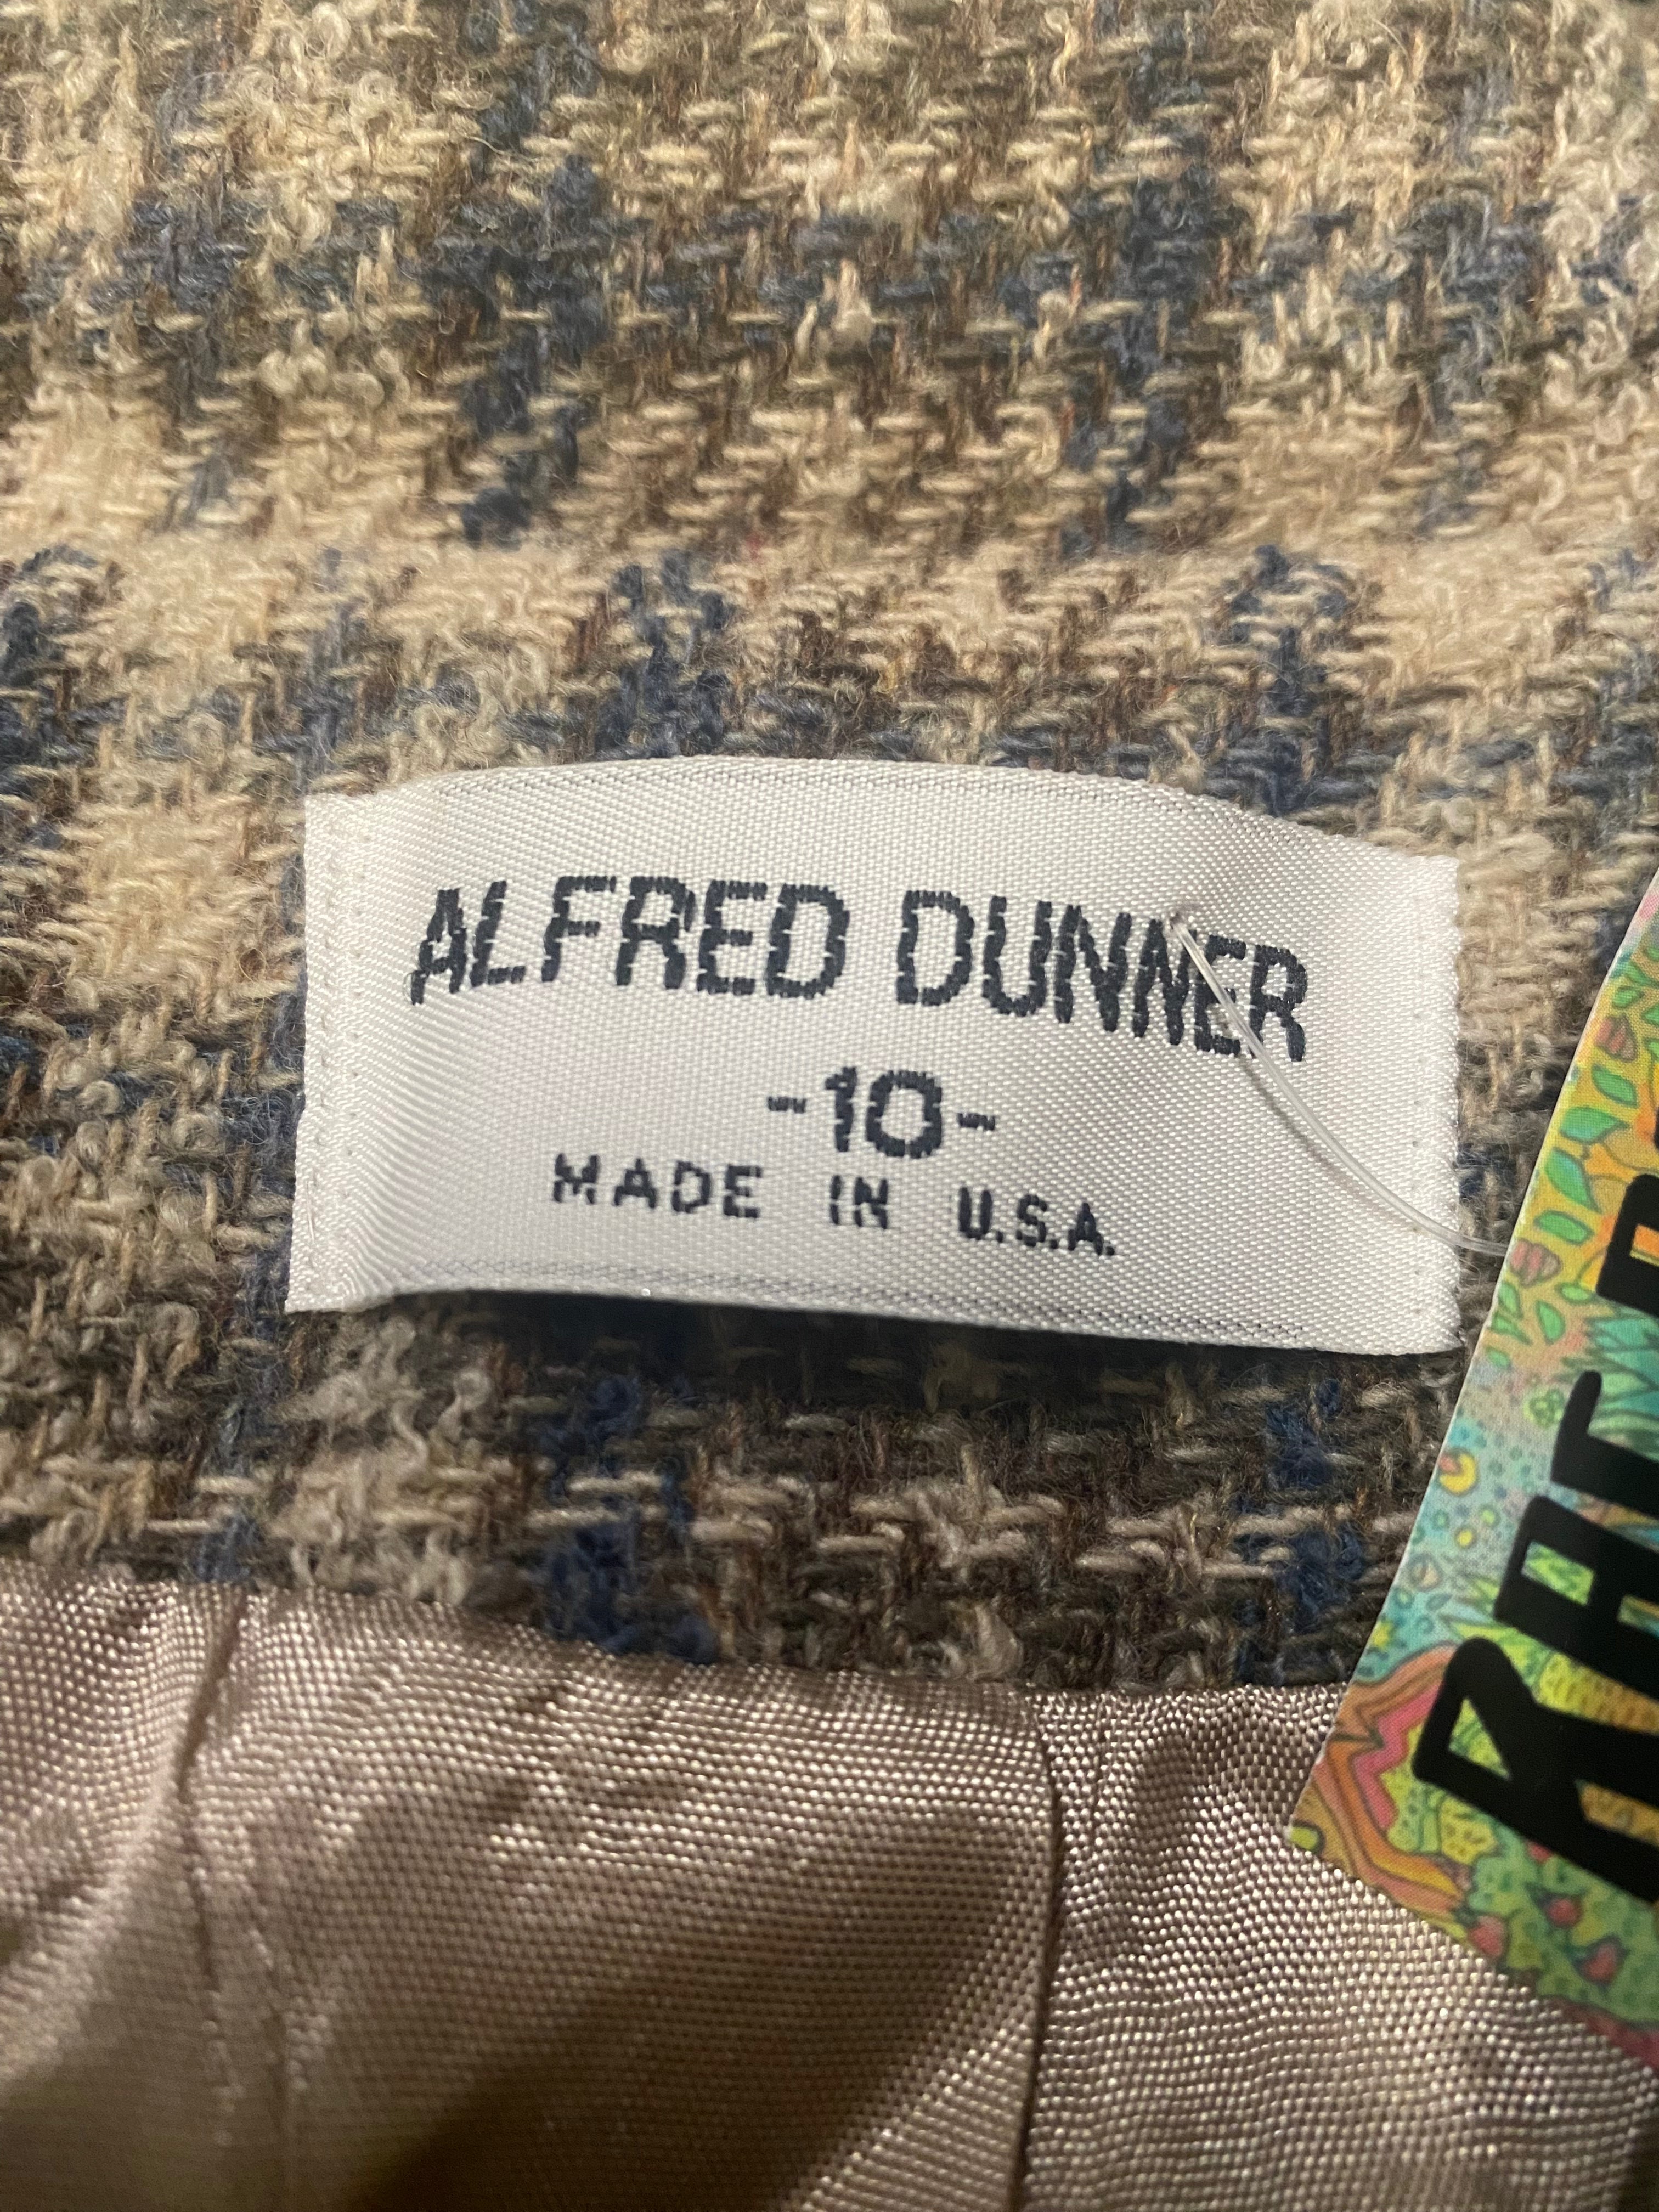 ALFRED DUNNER
-10-
MADE IN U.S.A.